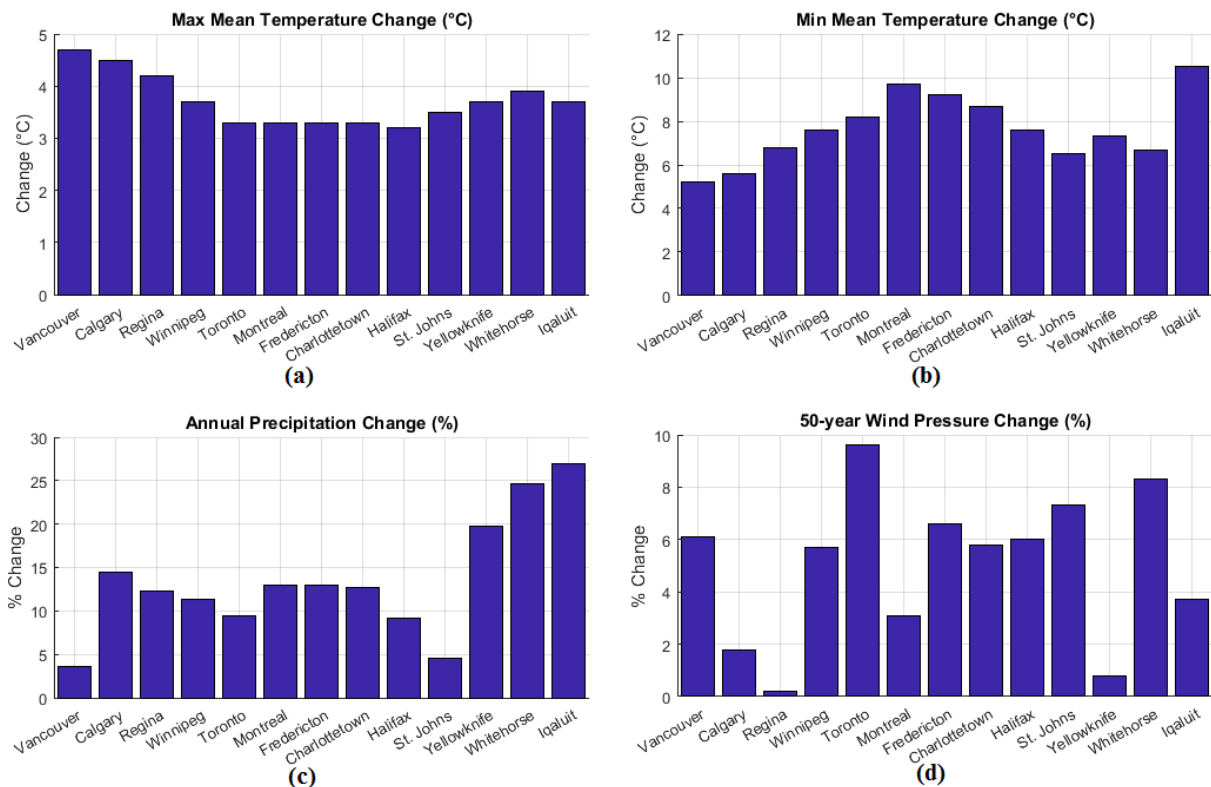 Max Mean Temperature Change (°C)
Change (°C)
5
4
3
2
1
0
Vancouver
Calgary
Regina
Winnipeg
Toronto
Montreal
Fredericton
Charlottetown
Halifax
St. Johns
Yellowknife
Whitehorse
Iqaluit
(a)
Min Mean Temperature Change (°C)
Change (°C)
12
10
8
6
4
2
0
Vancouver
Calgary
Regina
Winnipeg
Toronto
Montreal
Fredericton
Charlottetown
Halifax
St. Johns
Yellowknife
Whitehorse
Iqaluit
(b)
Annual Precipitation Change (%)
% Change
30
25
20
15
10
5
0
Vancouver
Calgary
Regina
Winnipeg
Toronto
Montreal
Fredericton
Charlottetown
Halifax
St. Johns
Yellowknife
Whitehorse
Iqaluit
(c)
50-year Wind Pressure Change (%)
% Change
10
8
6
4
2
0
Vancouver
Calgary
Regina
Winnipeg
Toronto
Montreal
Fredericton
Charlottetown
Halifax
St. Johns
Yellowknife
Whitehorse
Iqaluit
(d)